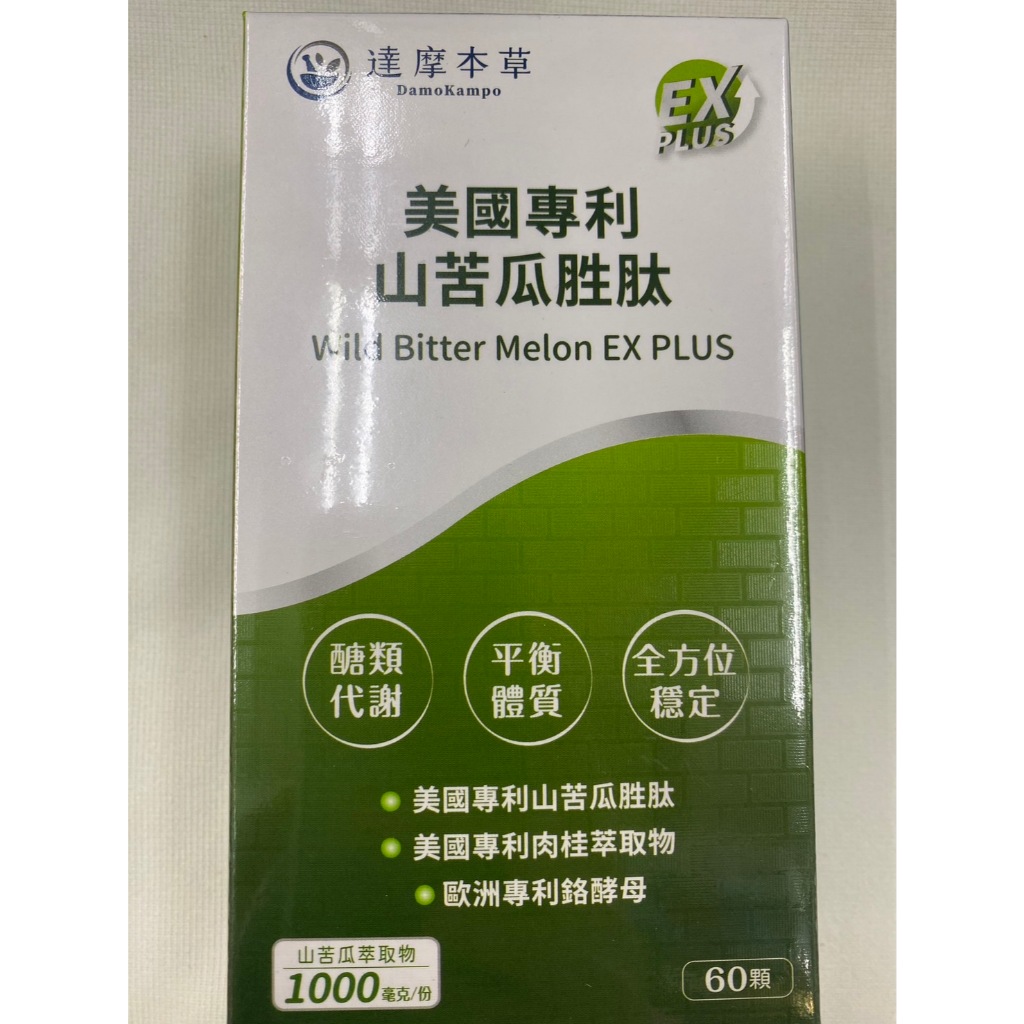 達摩本草
DamoKampo
EX
PLUS
美國專利
山苦瓜胜肽
Wild Bitter Melon EX PLUS
醣類
代謝
平衡
體質
全方位
穩定
美國專利山苦瓜胜肽
美國專利肉桂萃取物
歐洲專利鉻酵母
山苦瓜萃取物
1000毫克/份
60顆